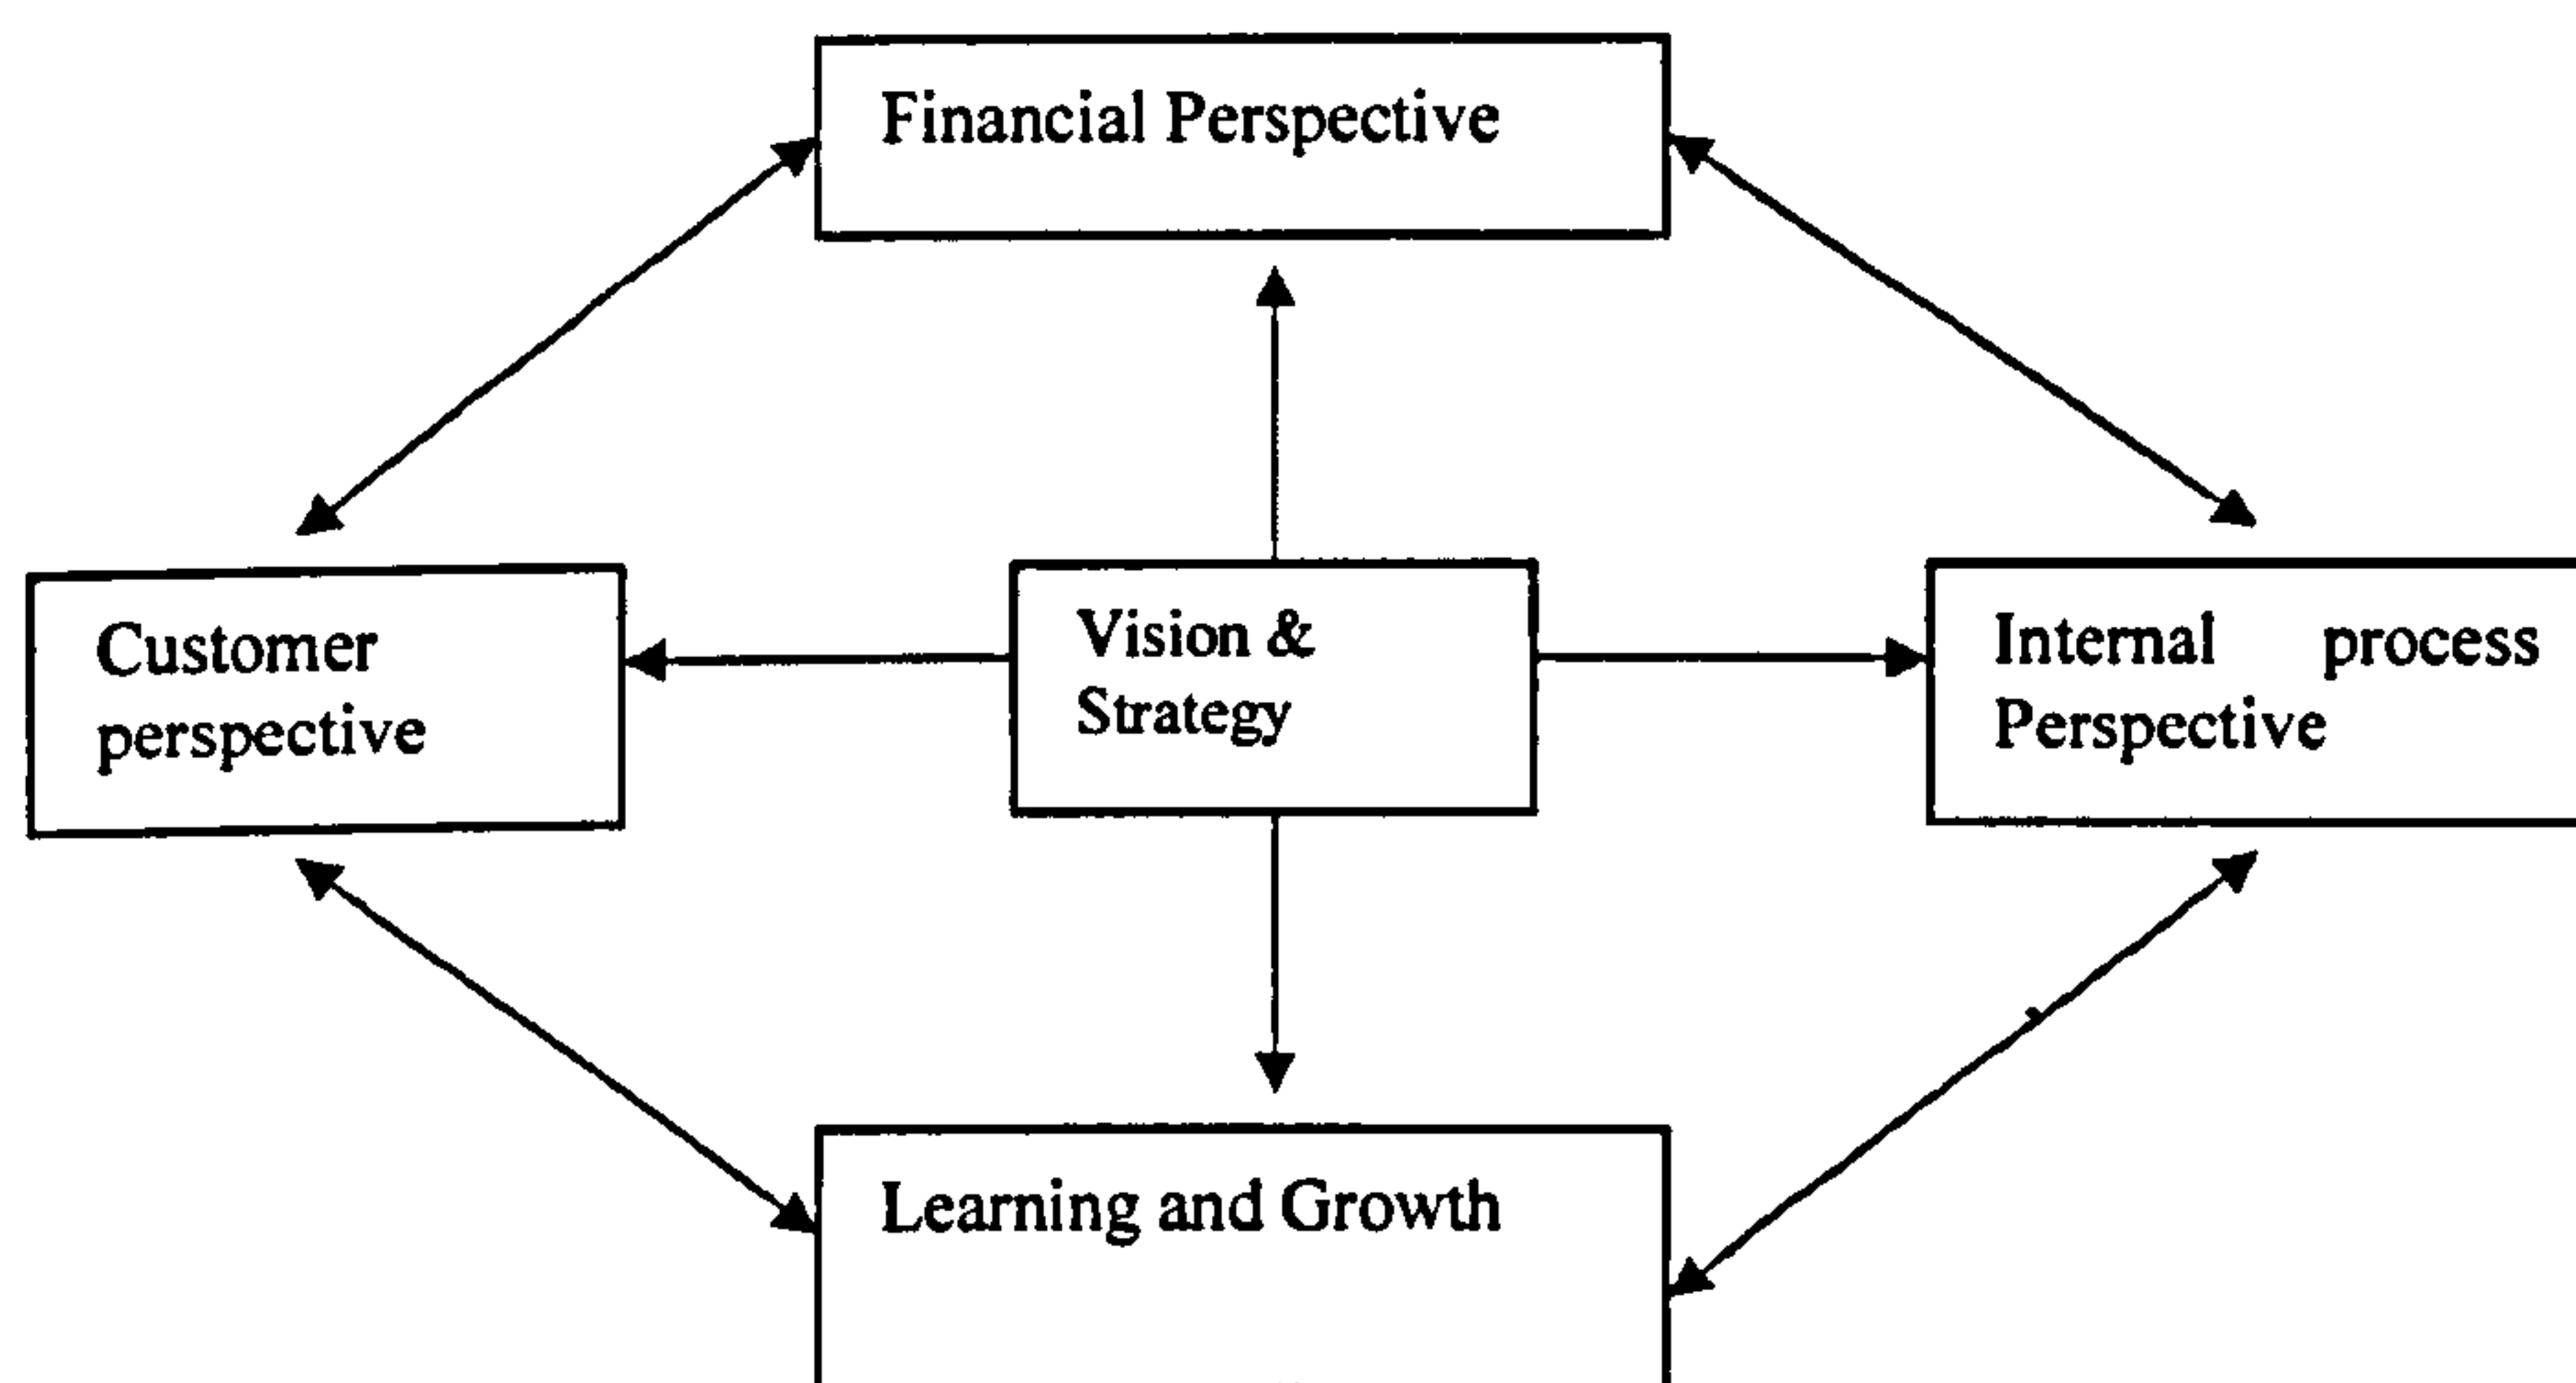 Financial Perspective
Customer
perspective
Vision &
Strategy
Internal process
Perspective
Learning and Growth